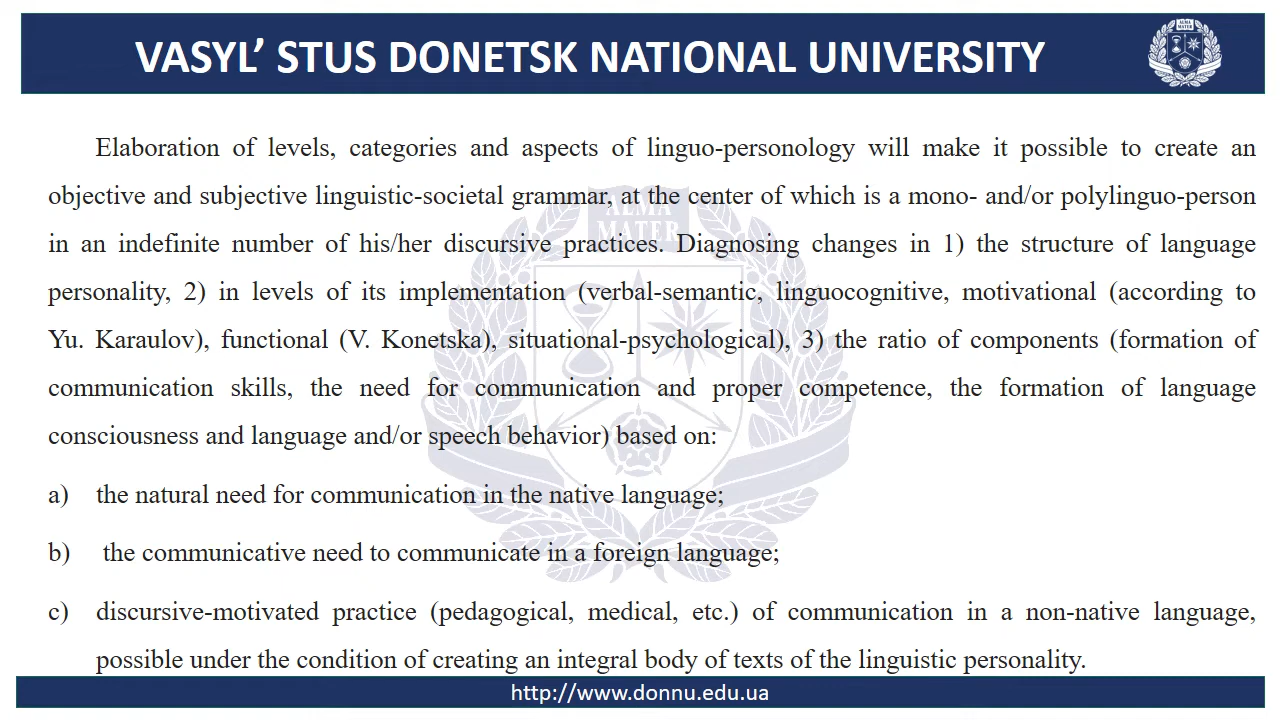 VASYL’ STUS DONETSK NATIONAL UNIVERSITY
ALMA
MATER
Elaboration of levels, categories and aspects of linguo-personology will make it possible to create an
objective and subjective linguistic-societal grammar, at the center of which is a mono- and/or polylinguo-person
in an indefinite number of his/her discursive practices. Diagnosing changes in 1) the structure of language
personality, 2) in levels of its implementation (verbal-semantic, linguocognitive, motivational (according to
Yu. Karaulov), functional (V. Konetska), situational-psychological), 3) the ratio of components (formation of
communication skills, the need for communication and proper competence, the formation of language
consciousness and language and/or speech behavior) based on:
a) the natural need for communication in the native language;
b) the communicative need to communicate in a foreign language;
c) discursive-motivated practice (pedagogical, medical, etc.) of communication in a non-native language,
possible under the condition of creating an integral body of texts of the linguistic personality.
ALMA
MATER
http://www.donnu.edu.ua